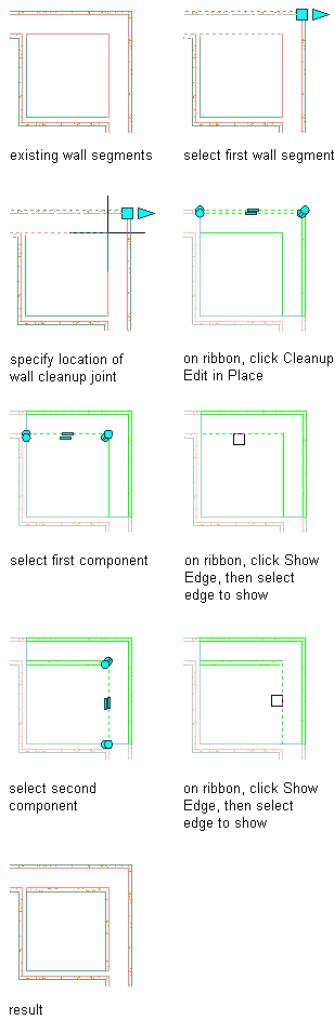 existing wall segments
select first wall segment
specify location of
wall cleanup joint
on ribbon, click Cleanup
Edit in Place
select first component
on ribbon, click Show
Edge, then select
edge to show
select second
component
on ribbon, click Show
Edge, then select
edge to show
result